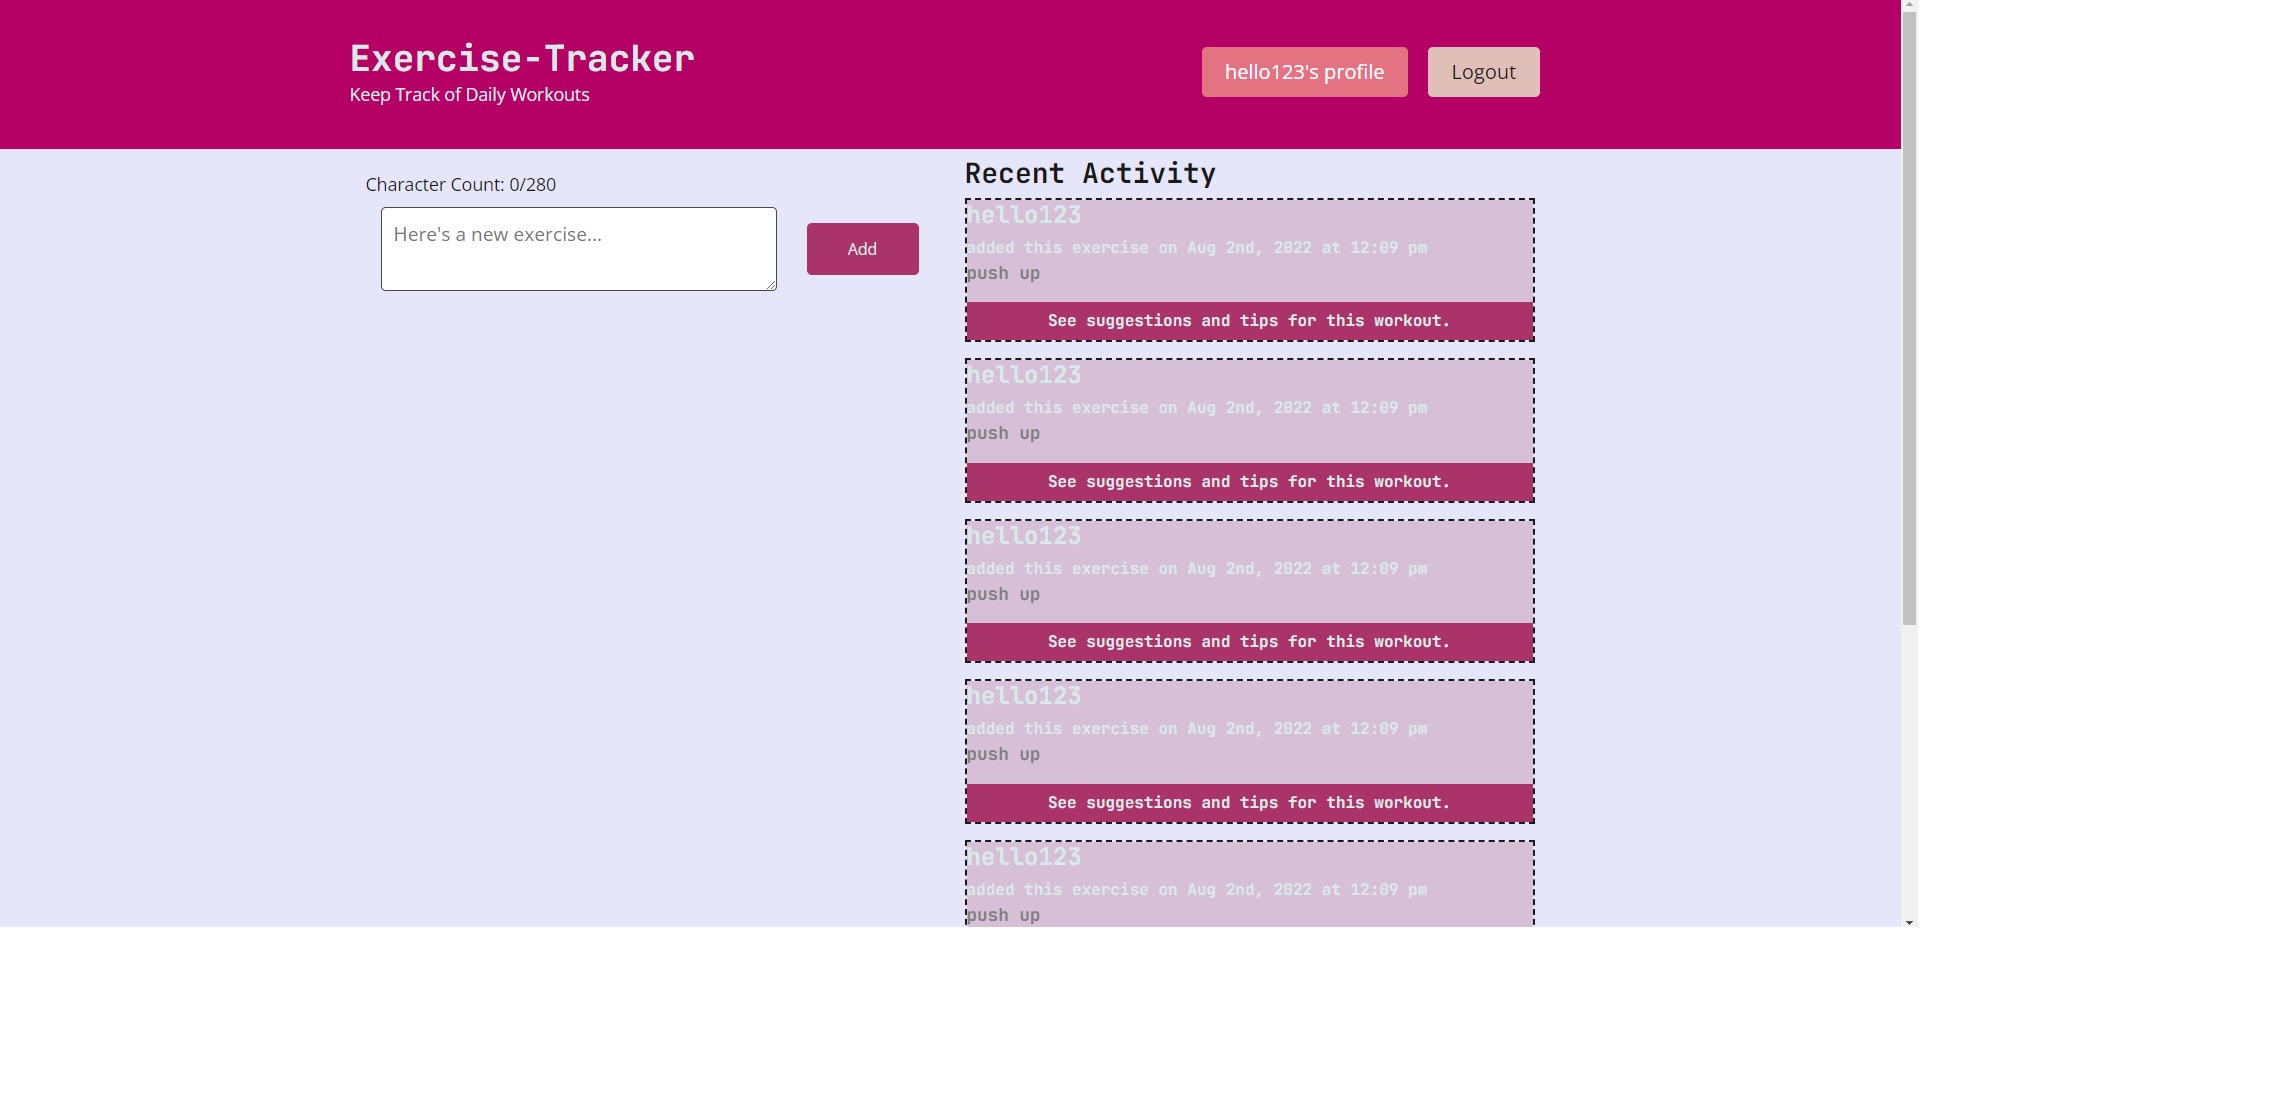 Exercise-Tracker
Keep Track of Daily Workouts
hello123's profile
Logout
Character Count: 0/280
Here's a new exercise...
Add
Recent Activity
hello123
added this exercise on Aug 2nd, 2022 at 12:09 pm
push up
See suggestions and tips for this workout.
hello123
added this exercise on Aug 2nd, 2022 at 12:09 pm
push up
See suggestions and tips for this workout.
hello123
added this exercise on Aug 2nd, 2022 at 12:09 pm
push up
See suggestions and tips for this workout.
hello123
added this exercise on Aug 2nd, 2022 at 12:09 pm
push up
See suggestions and tips for this workout.
hello123
added this exercise on Aug 2nd, 2022 at 12:09 pm
push up